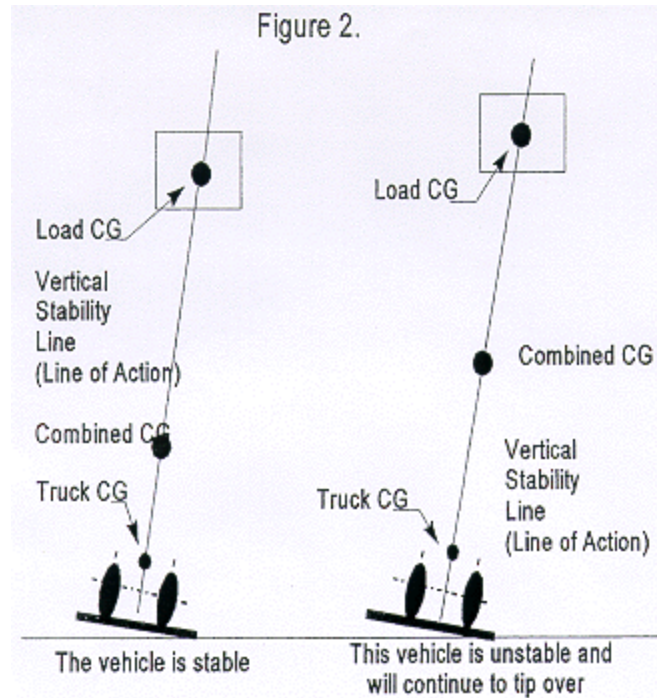 Figure 2.
Load CG
Vertical
Stability
Line
(Line of Action)
Combined CG
Truck CG
The vehicle is stable
Load CG
Combined CG
Vertical
Stability
Line
(Line of Action)
Truck CG
This vehicle is unstable and
will continue to tip over